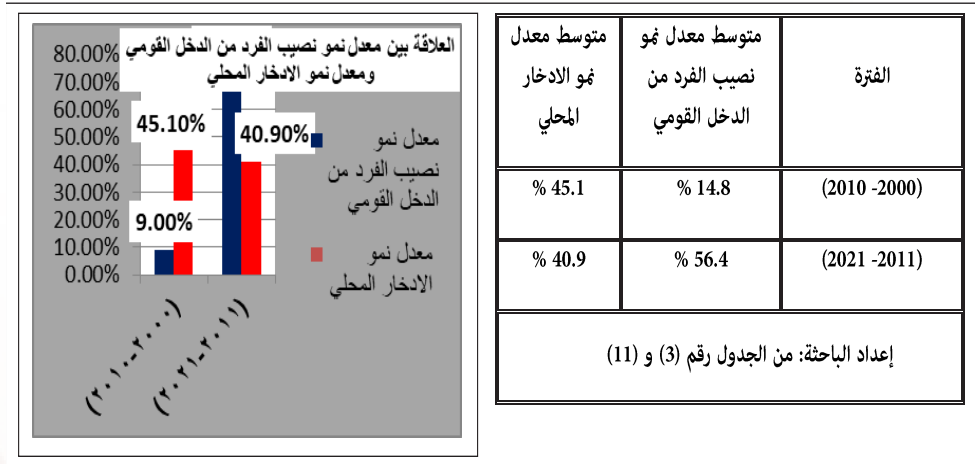 الفترة
متوسط معدل نمو
نصيب الفرد من
الدخل القومي
متوسط معدل
نمو الادخار
المحلي
(2000- 2010)
14.8 %
45.1 %
(2011- 2021)
56.4 %
40.9 %
إعداد الباحثة: من الجدول رقم (3) و (11)
العلاقة بين معدل نمو نصيب الفرد من الدخل القومي
ومعدل نمو الادخار المحلي
80.00%
70.00%
60.00%
50.00%
40.00%
30.00%
20.00%
10.00%
0.00%
45.10%
40.90%
9.00%
معدل نمو
نصيب الفرد من
الدخل القومي
معدل نمو
الادخار المحلي
(٢٠٠٠-٢٠١٠)
(٢٠١١-٢٠٢١)